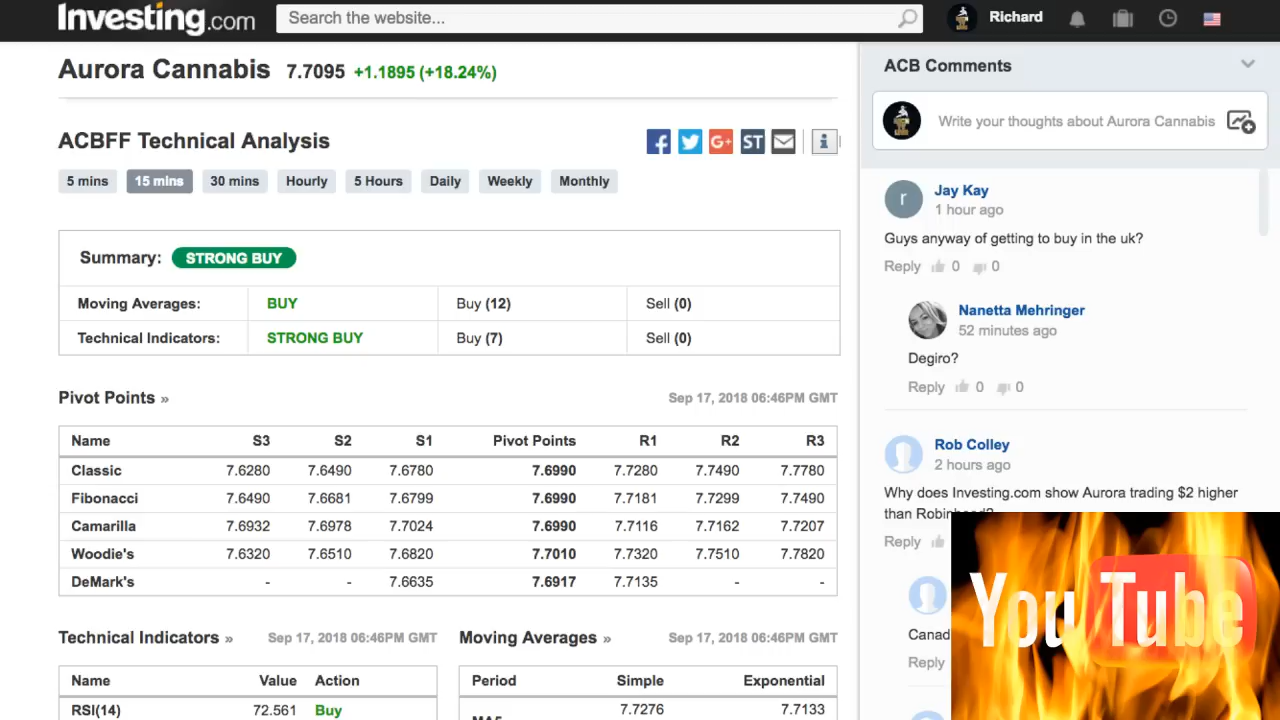 Investing.com
Search the website...
Richard
Aurora Cannabis 7.7095 +1.1895 (+18.24%)
ACBFF Technical Analysis
G+ ST i
5 mins 15 mins 30 mins Hourly 5 Hours Daily Weekly Monthly
Summary: STRONG BUY
Moving Averages: BUY Buy (12) Sell (0)
Technical Indicators: STRONG BUY Buy (7) Sell (0)
Pivot Points » Sep 17, 2018 06:46PM GMT
Name S3 S2 S1 Pivot Points R1 R2 R3
Classic 7.6280 7.6490 7.6780 7.6990 7.7280 7.7490 7.7780
Fibonacci 7.6490 7.6681 7.6799 7.6990 7.7181 7.7299 7.7490
Camarilla 7.6932 7.6978 7.7024 7.6990 7.7116 7.7162 7.7207
Woodie's 7.6320 7.6510 7.6820 7.7010 7.7320 7.7510 7.7820
DeMark's - - 7.6635 7.6917 7.7135 - -
Technical Indicators » Sep 17, 2018 06:46PM GMT
Name Value Action
RSI(14) 72.561 Buy
Moving Averages » Sep 17, 2018 06:46PM GMT
Period Simple Exponential
MA5 7.7276 7.7133
ACB Comments
Write your thoughts about Aurora Cannabis
r
Jay Kay
1 hour ago
Guys anyway of getting to buy in the uk?
Reply 0 0
Nanetta Mehringer
52 minutes ago
Degiro?
Reply 0 0
Rob Colley
2 hours ago
Why does Investing.com show Aurora trading $2 higher
than Robinhood?
Reply
Canad
Reply
YouTube